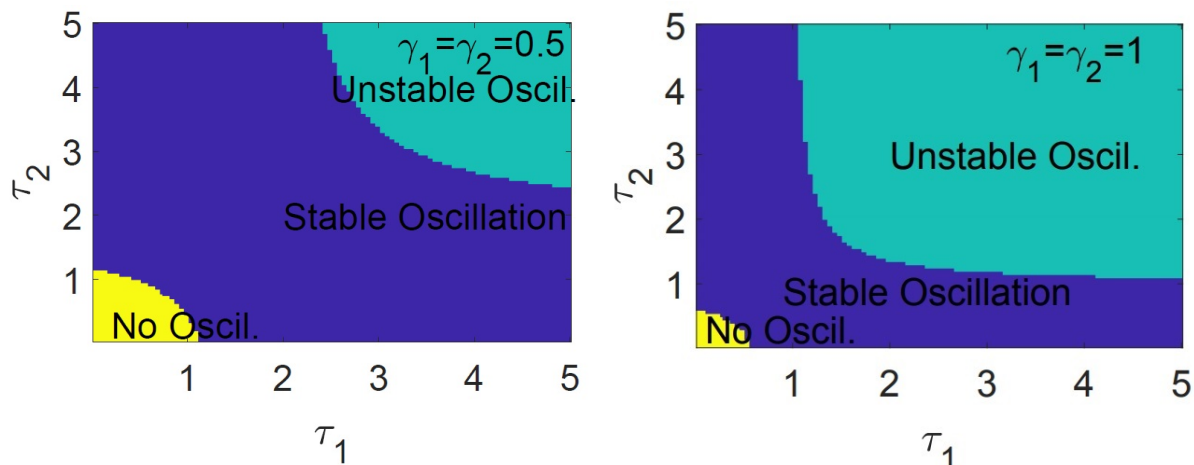 5
4
3
2
1
τ2
γ1=γ2=0.5
Unstable Oscil.
Stable Oscillation
No Oscil.
1 2 3 4 5
τ1
5
4
3
2
1
τ2
γ1=γ2=1
Unstable Oscil.
Stable Oscillation
No Oscil.
1 2 3 4 5
τ1